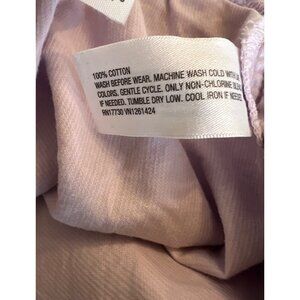 100% COTTON
WASH BEFORE WEAR. MACHINE WASH COLD WITH
COLORS. GENTLE CYCLE. ONLY NON-CHLORINE
IF NEEDED. TUMBLE DRY LOW. COOL IRON IF NEEDED.
RN17730 VN1261424